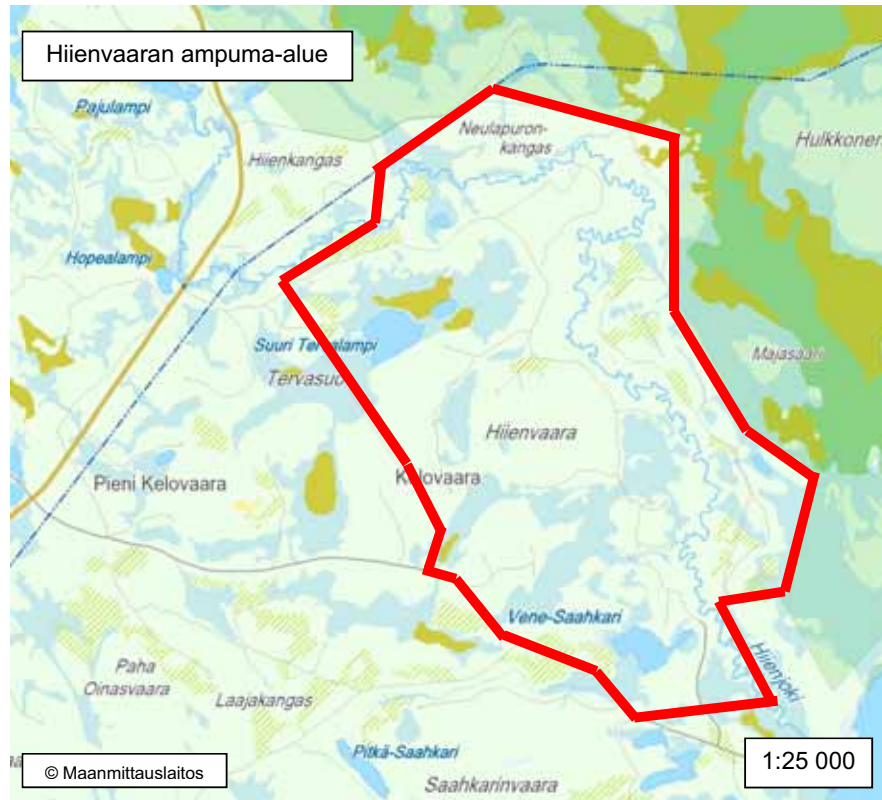 Hiienvaaran ampuma-alue
Pajulampi
Neulapuron-
kangas
Hulkkonen
Hiienkangas
Hopealampi
Suuri Tervalampi
Tervasuo
Majasaari
Hiienvaara
Pieni Kelovaara
Kelovaara
Vene-Saahkari
Paha
Oinasvaara
Laajakangas
Hiienjoki
Pitkä-Saahkari
Saahkarinvaara
© Maanmittauslaitos
1:25 000